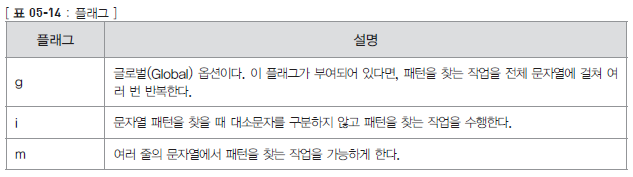 [ 표 05-14 : 플래그 ]
플래그 설명
g 글로벌(Global) 옵션이다. 이 플래그가 부여되어 있다면, 패턴을 찾는 작업을 전체 문자열에 걸쳐 여
러 번 반복한다.
i 문자열 패턴을 찾을 때 대소문자를 구분하지 않고 패턴을 찾는 작업을 수행한다.
m 여러 줄의 문자열에서 패턴을 찾는 작업을 가능하게 한다.